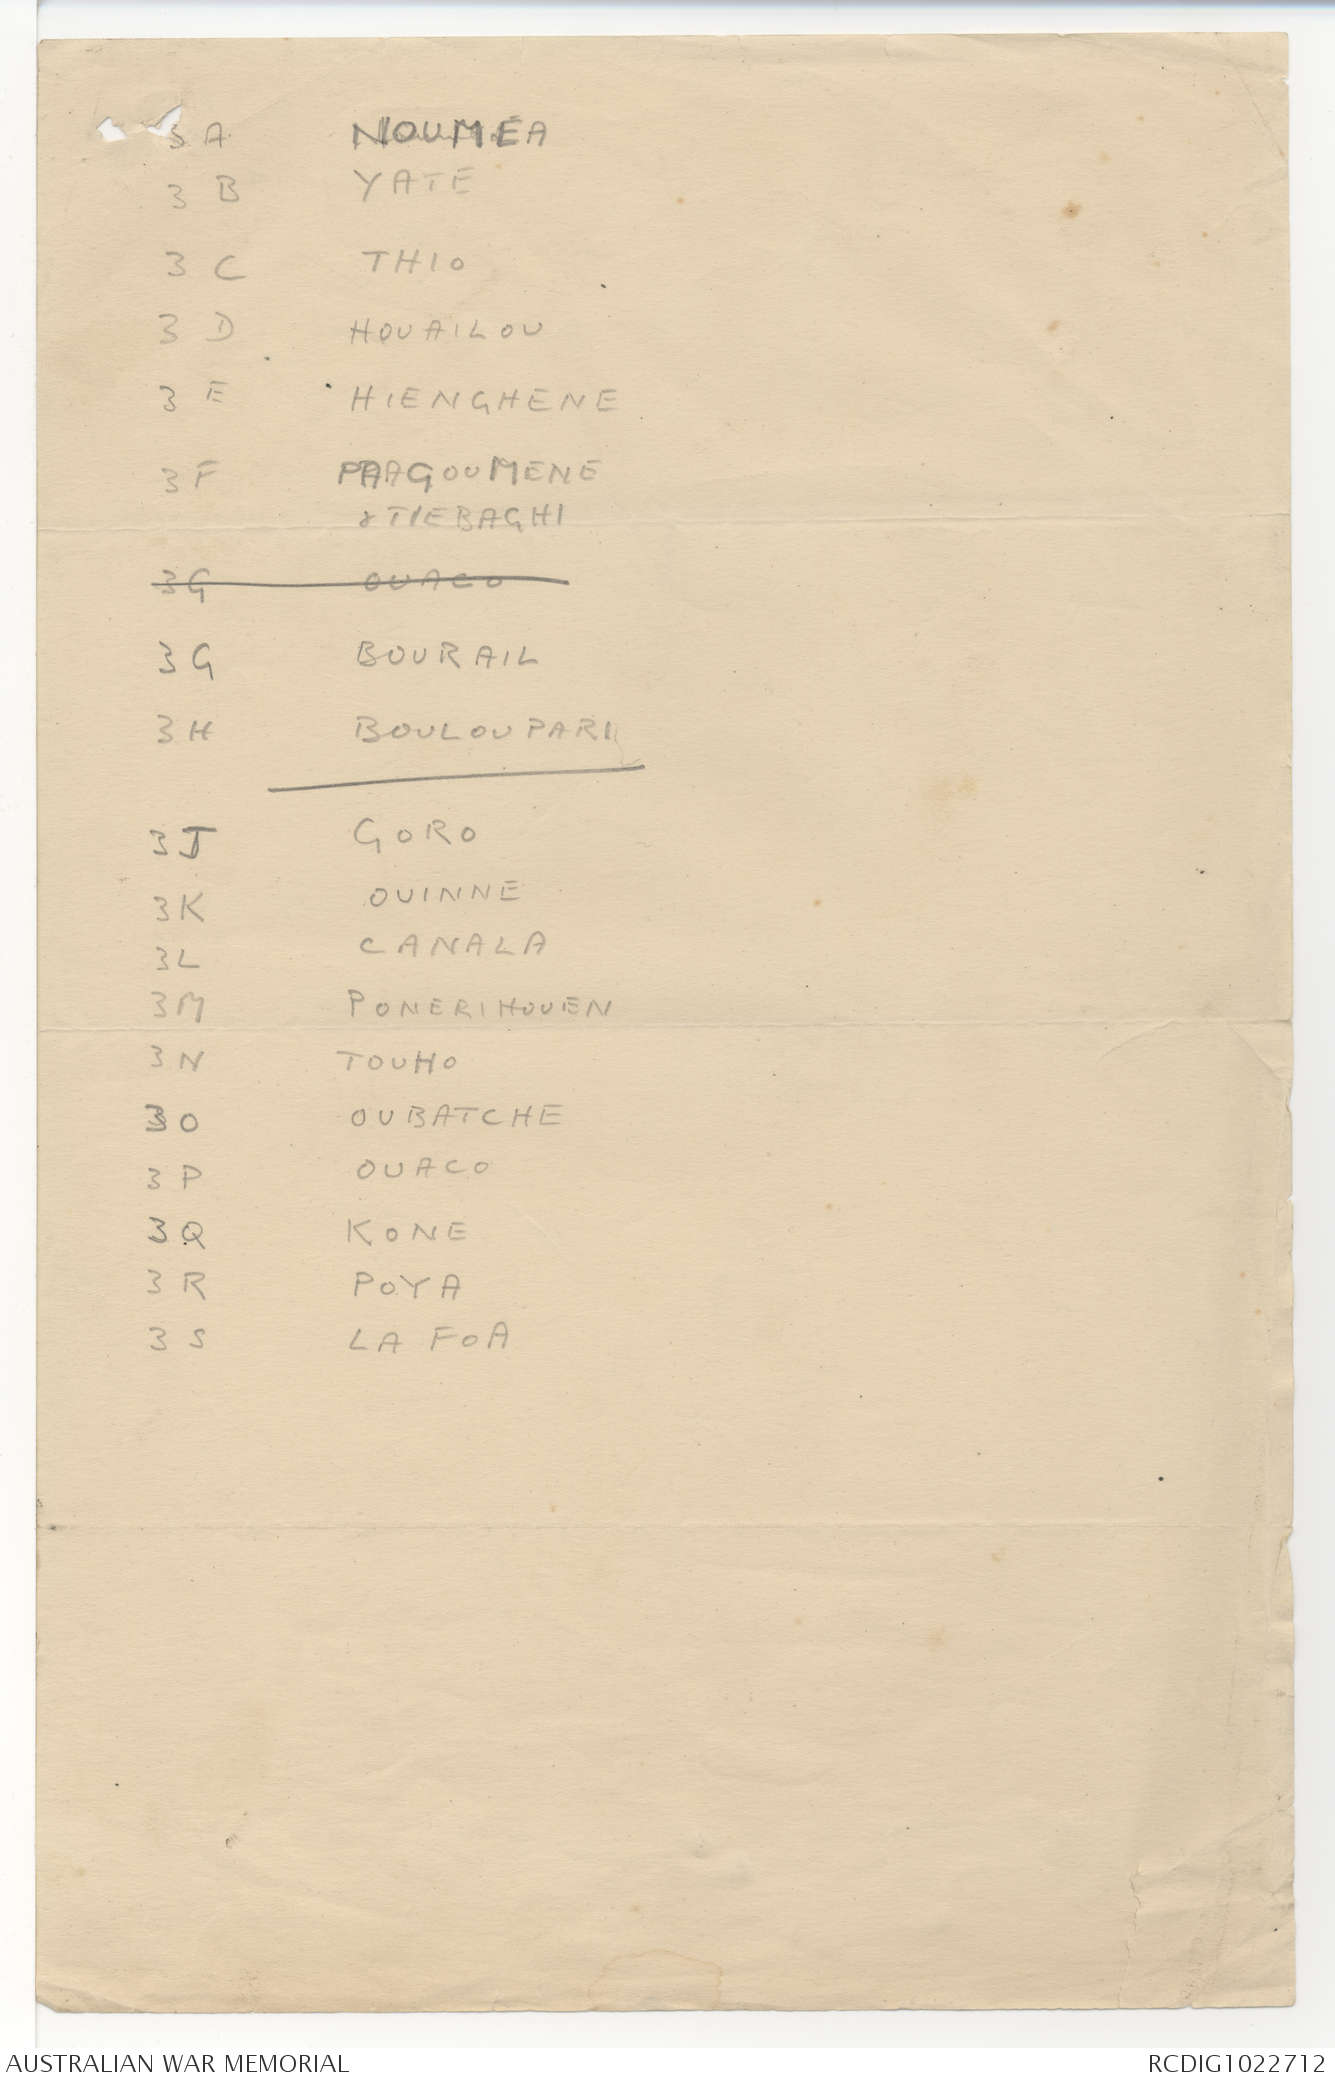 3 A NOUMÉA
3 B YATE
3 C THIO
3 D HOUAILOU
3 E HIENGHENE
3 F PAAGOUMENE
& TIEBAGHI
3G OUACO
3G BOURAIL
3H BOULOUPARI
3J GORO
3K OUINNE
3L CANALA
3M PONERIHOUEN
3N TOUHO
3O OUBATCHE
3P OUACO
3Q KONE
3R POYA
3S LA FOA
AUSTRALIAN WAR MEMORIAL RCDIG1022712